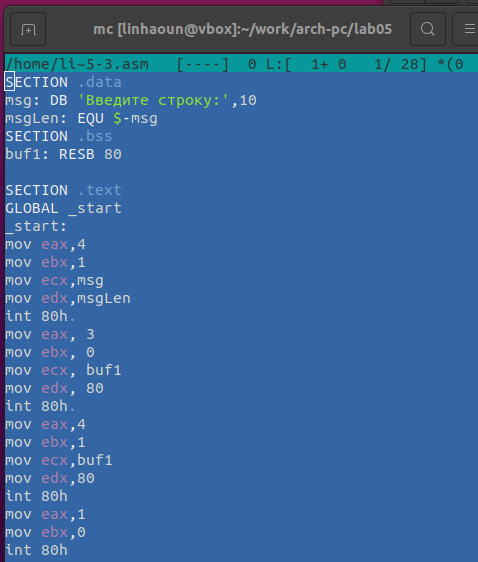 mc [linhaoun@vbox]:~/work/arch-pc/lab05
/home/li~5-3.asm   [----]  0 L:[  1+ 0   1/ 28] *(0
SECTION .data
msg: DB 'Введите строку:',10
msgLen: EQU $-msg
SECTION .bss
buf1: RESB 80

SECTION .text
GLOBAL _start
_start:
mov eax,4
mov ebx,1
mov ecx,msg
mov edx,msgLen
int 80h.
mov eax, 3
mov ebx, 0
mov ecx, buf1
mov edx, 80
int 80h.
mov eax,4
mov ebx,1
mov ecx,buf1
mov edx,80
int 80h
mov eax,1
mov ebx,0
int 80h